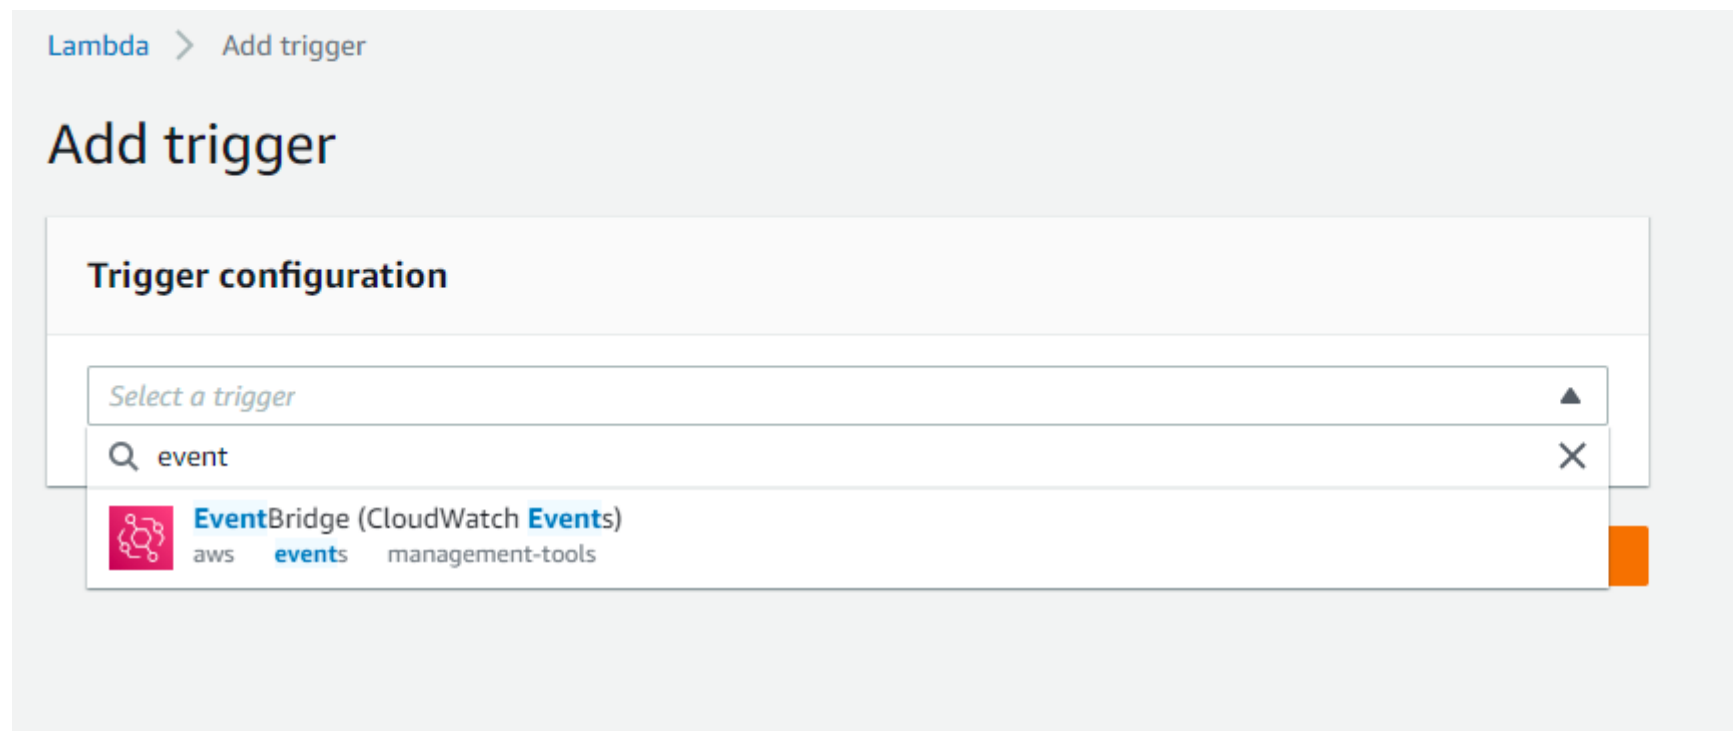 Lambda > Add trigger
Add trigger
Trigger configuration
Select a trigger
event
EventBridge (CloudWatch Events)
aws events management-tools